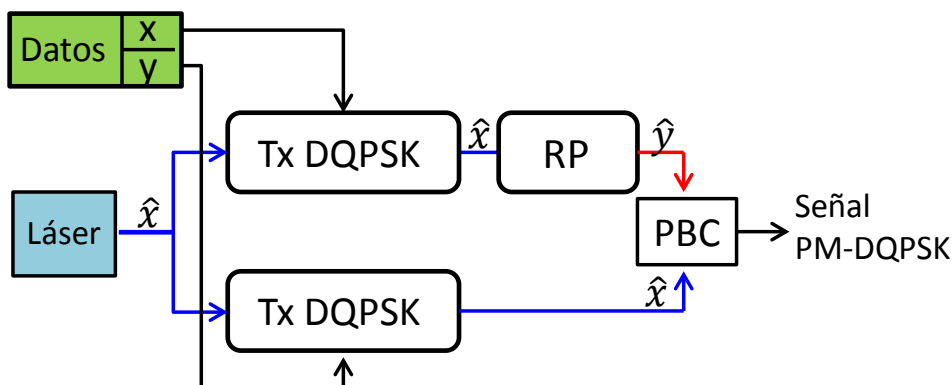 Datos
x
y
Tx DQPSK
x̂
RP
ŷ
Láser
x̂
PBC
Señal
PM-DQPSK
Tx DQPSK
x̂